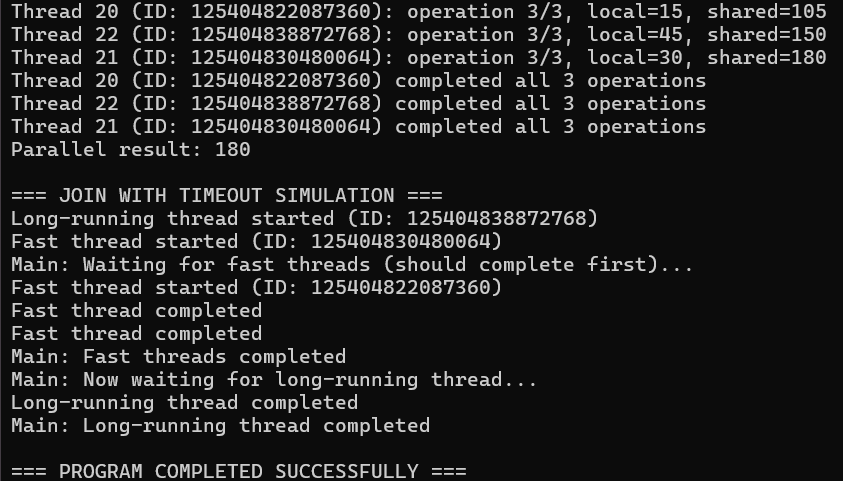 Thread 20 (ID: 125404822087360): operation 3/3, local=15, shared=105
Thread 22 (ID: 125404838872768): operation 3/3, local=45, shared=150
Thread 21 (ID: 125404830480064): operation 3/3, local=30, shared=180
Thread 20 (ID: 125404822087360) completed all 3 operations
Thread 22 (ID: 125404838872768) completed all 3 operations
Thread 21 (ID: 125404830480064) completed all 3 operations
Parallel result: 180
=== JOIN WITH TIMEOUT SIMULATION ===
Long-running thread started (ID: 125404838872768)
Fast thread started (ID: 125404830480064)
Main: Waiting for fast threads (should complete first)...
Fast thread started (ID: 125404822087360)
Fast thread completed
Fast thread completed
Main: Fast threads completed
Main: Now waiting for long-running thread...
Long-running thread completed
Main: Long-running thread completed
=== PROGRAM COMPLETED SUCCESSFULLY ===